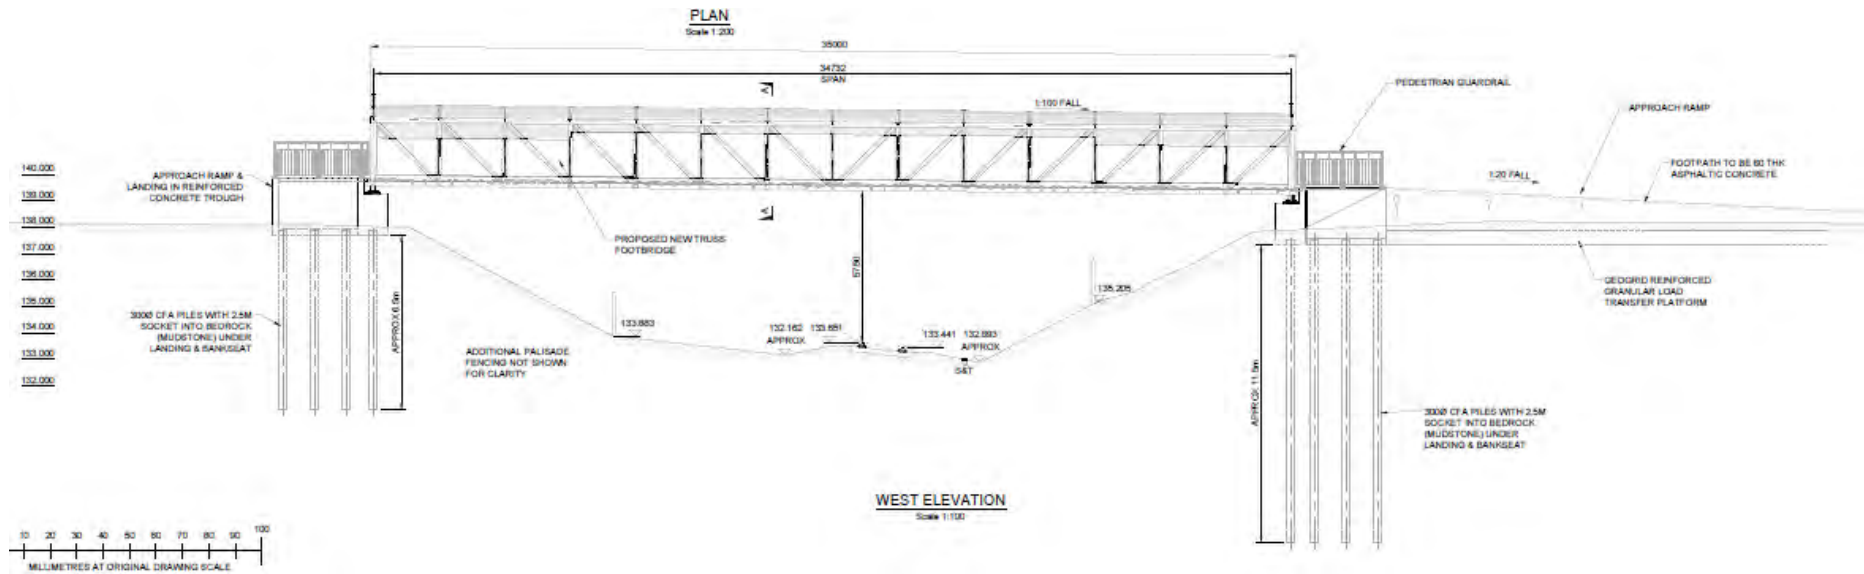 PLAN
Scale 1:200
35000
34732
SPAN
A
1:100 FALL
PEDESTRIAN GUARDRAIL
APPROACH RAMP
FOOTPATH TO BE 60 THK
ASPHALTIC CONCRETE
1:20 FALL
APPROACH RAMP &
LANDING IN REINFORCED
CONCRETE TROUGH
140.000
139.000
138.000
137.000
136.000
135.000
134.000
133.000
132.000
A
PROPOSED NEW TRUSS
FOOTBRIDGE
5780
GEOGRID REINFORCED
GRANULAR LOAD
TRANSFER PLATFORM
300Ø CFA PILES WITH 2.5M
SOCKET INTO BEDROCK
(MUDSTONE) UNDER
LANDING & BANKSEAT
APPROX 6.5m
ADDITIONAL PALISADE
FENCING NOT SHOWN
FOR CLARITY
133.883
132.162
APPROX
133.651
133.441
132.893
APPROX
S&T
135.205
APPROX 11.5m
300Ø CFA PILES WITH 2.5M
SOCKET INTO BEDROCK
(MUDSTONE) UNDER
LANDING & BANKSEAT
WEST ELEVATION
Scale 1:100
10 20 30 40 50 60 70 80 90 100
MILLIMETRES AT ORIGINAL DRAWING SCALE